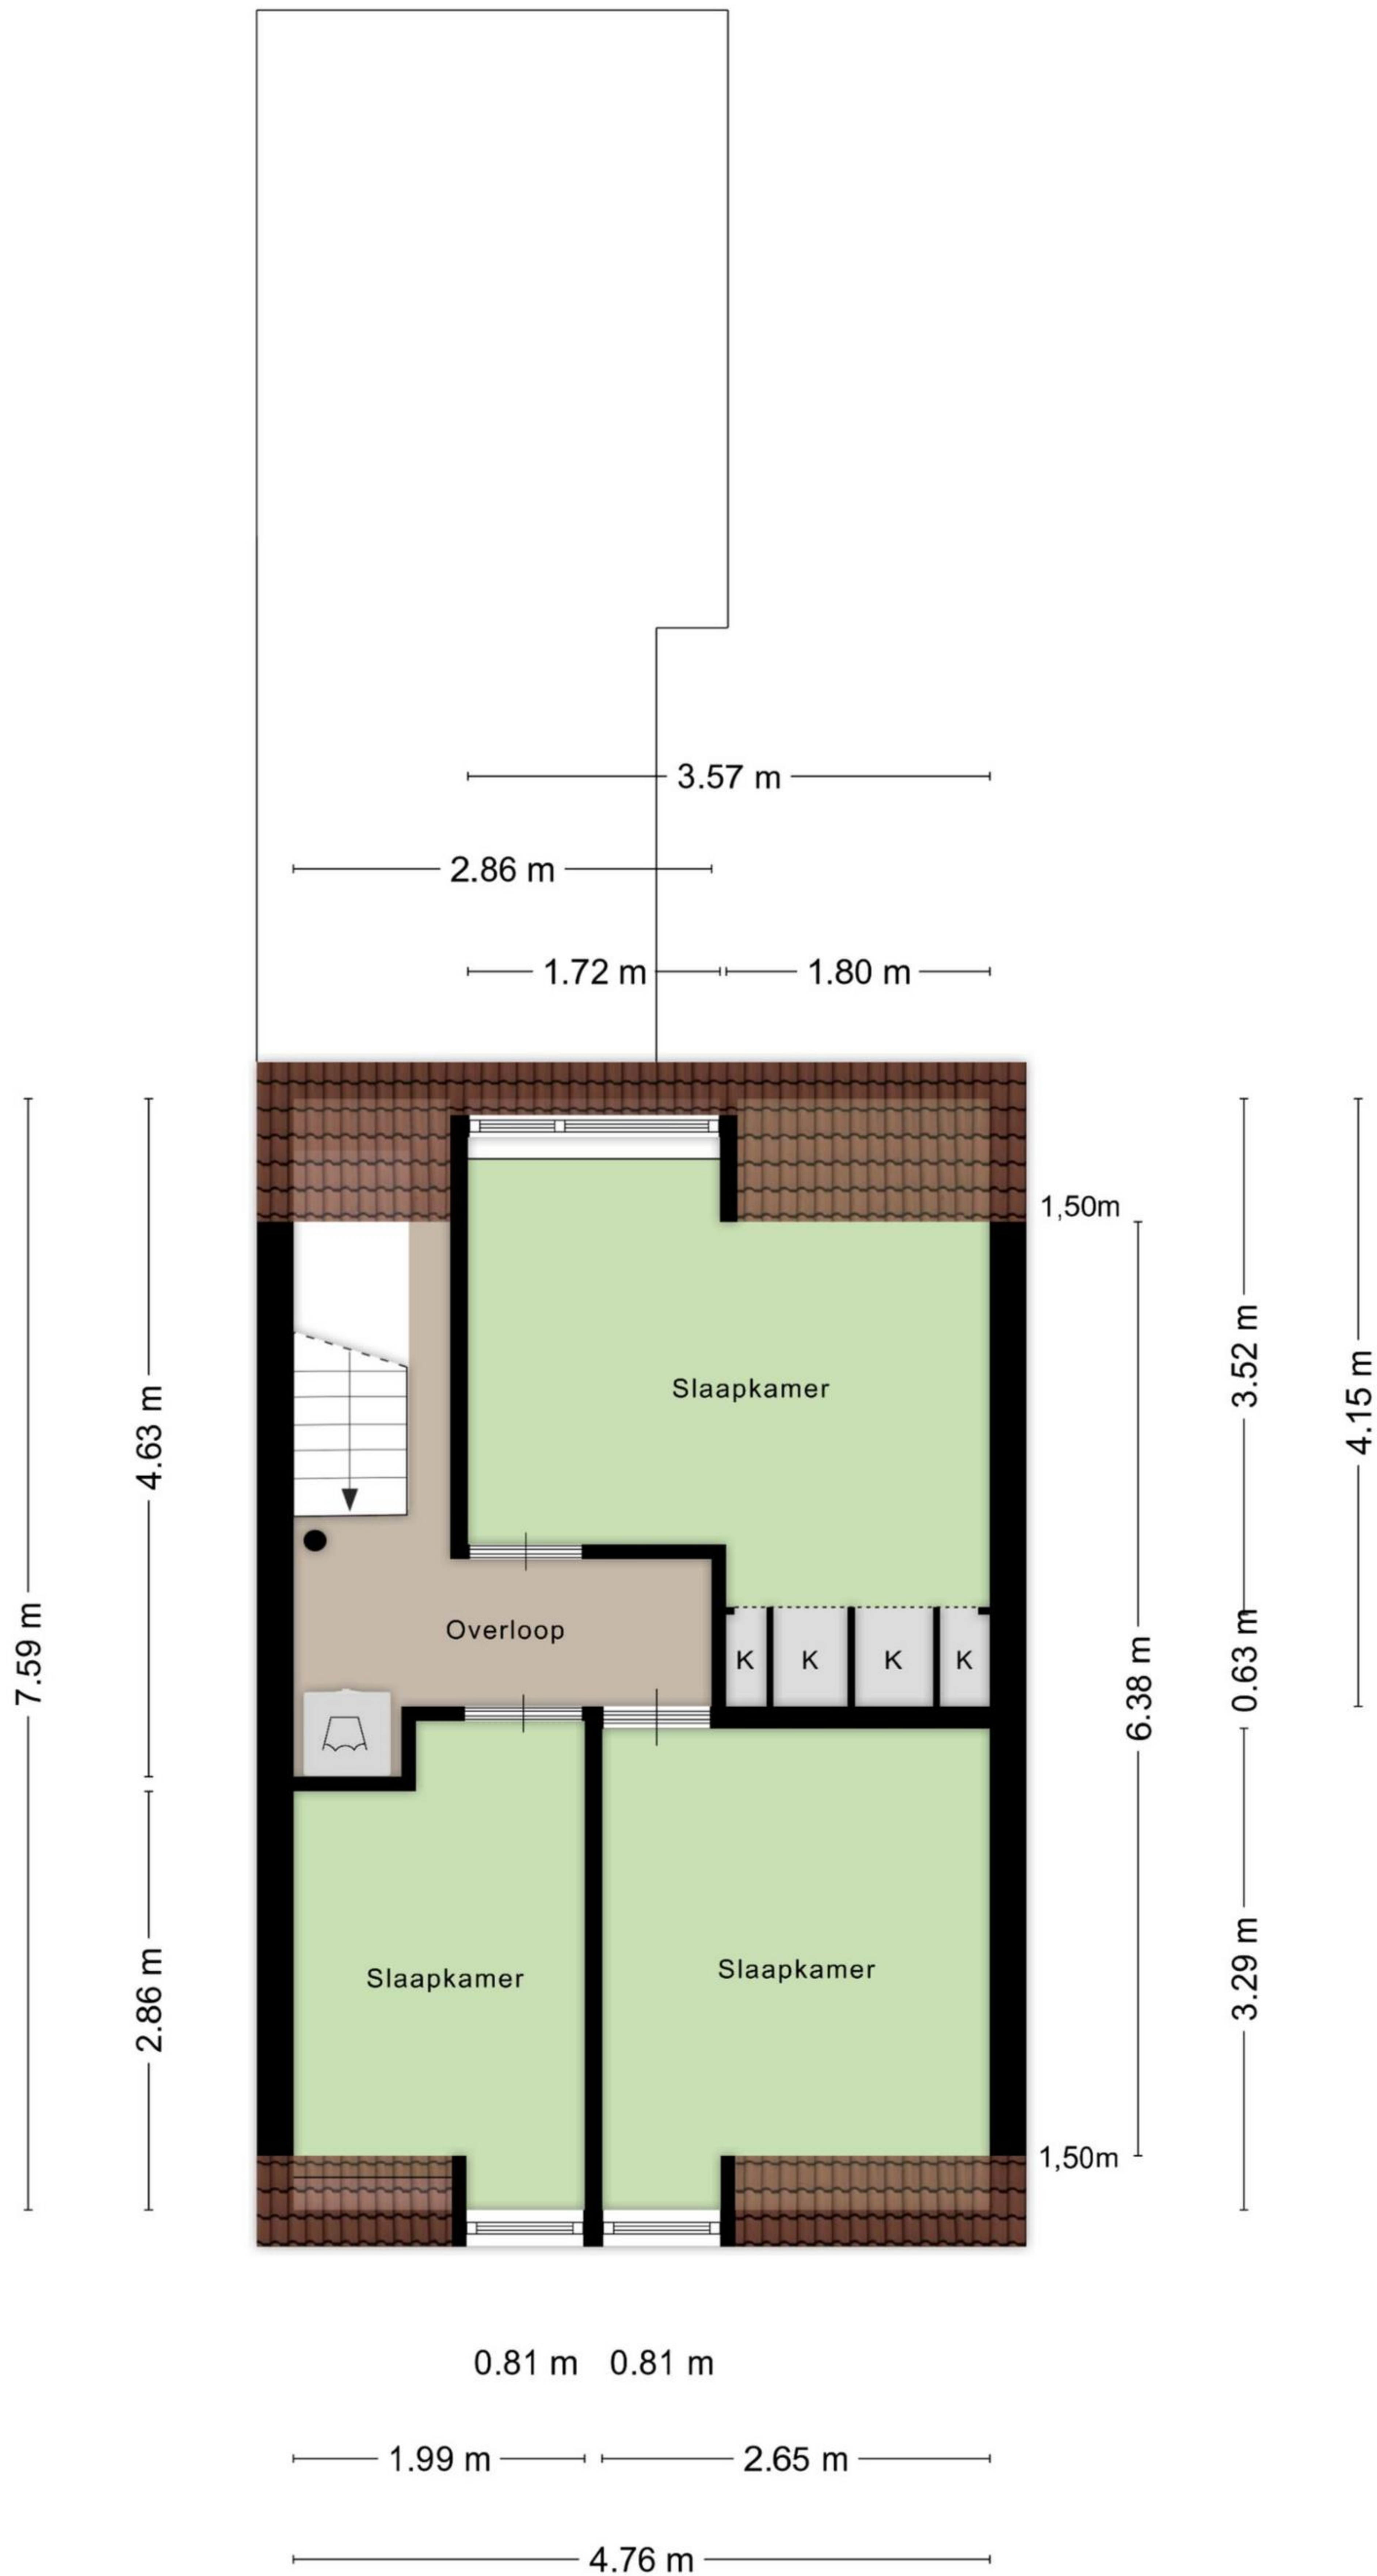 3.57 m
2.86 m
1.72 m
1.80 m
1,50m
3.52 m
4.15 m
Slaapkamer
4.63 m
Overloop
0.63 m
7.59 m
K
K
K
K
6.38 m
Slaapkamer
Slaapkamer
2.86 m
3.29 m
1,50m
0.81 m
0.81 m
1.99 m
2.65 m
4.76 m